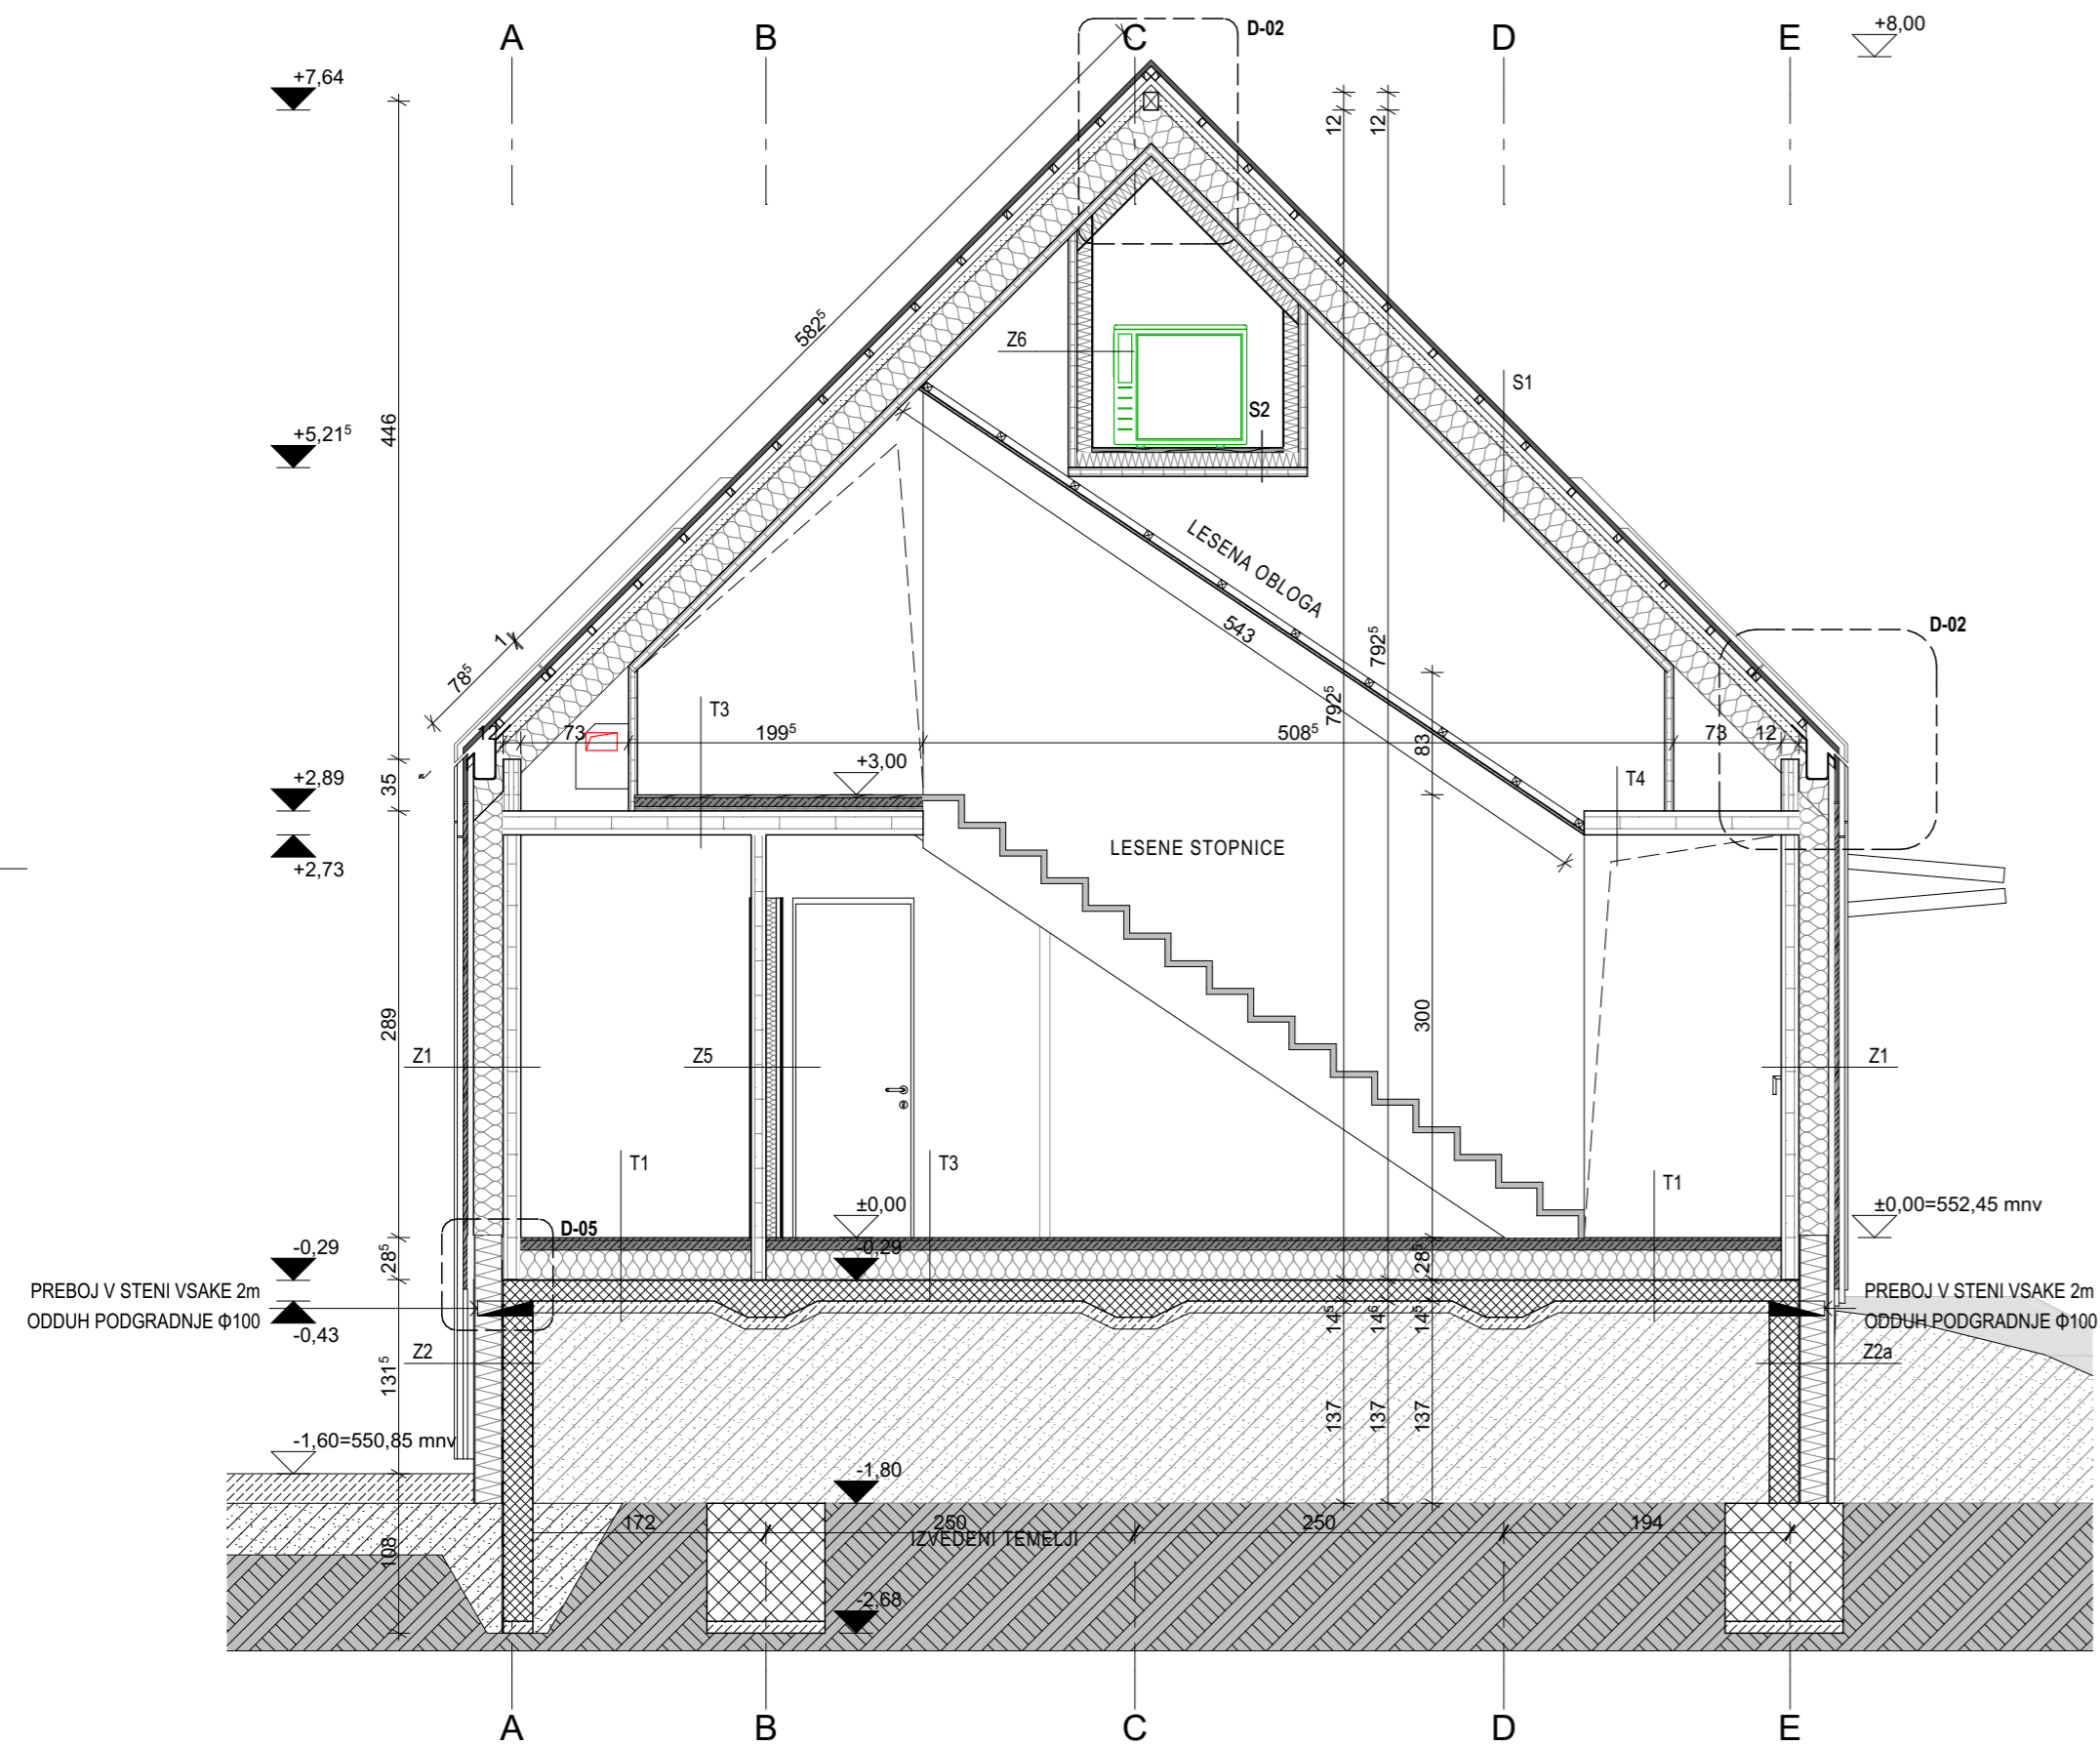 A
B
C
D
E
D-02
+8,00
+7,64
12
12
582⁵
Z6
S1
S2
446
+5,21⁵
LESENA OBLOGA
543
792⁵
792⁵
D-02
1
78⁵
T3
12
73
199⁵
508⁵
83
73
12
+3,00
T4
+2,89
35
+2,73
LESENE STOPNICE
289
300
Z1
Z5
Z1
T1
T3
T1
±0,00
±0,00=552,45 mnv
D-05
-0,29
-0,29
28⁵
28⁵
PREBOJ V STENI VSAKE 2m
ODDUH PODGRADNJE Φ100
-0,43
14⁵
14⁵
14⁵
PREBOJ V STENI VSAKE 2m
ODDUH PODGRADNJE Φ100
Z2
Z2a
131⁵
137
137
137
-1,60=550,85 mnv
-1,80
172
250
250
194
IZVEDENI TEMELJI
108
-2,68
A
B
C
D
E